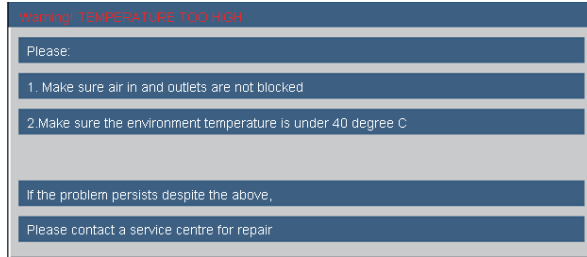 Warning! TEMPERATURE TOO HIGH
Please:
1. Make sure air in and outlets are not blocked
2.Make sure the environment temperature is under 40 degree C
If the problem persists despite the above,
Please contact a service centre for repair